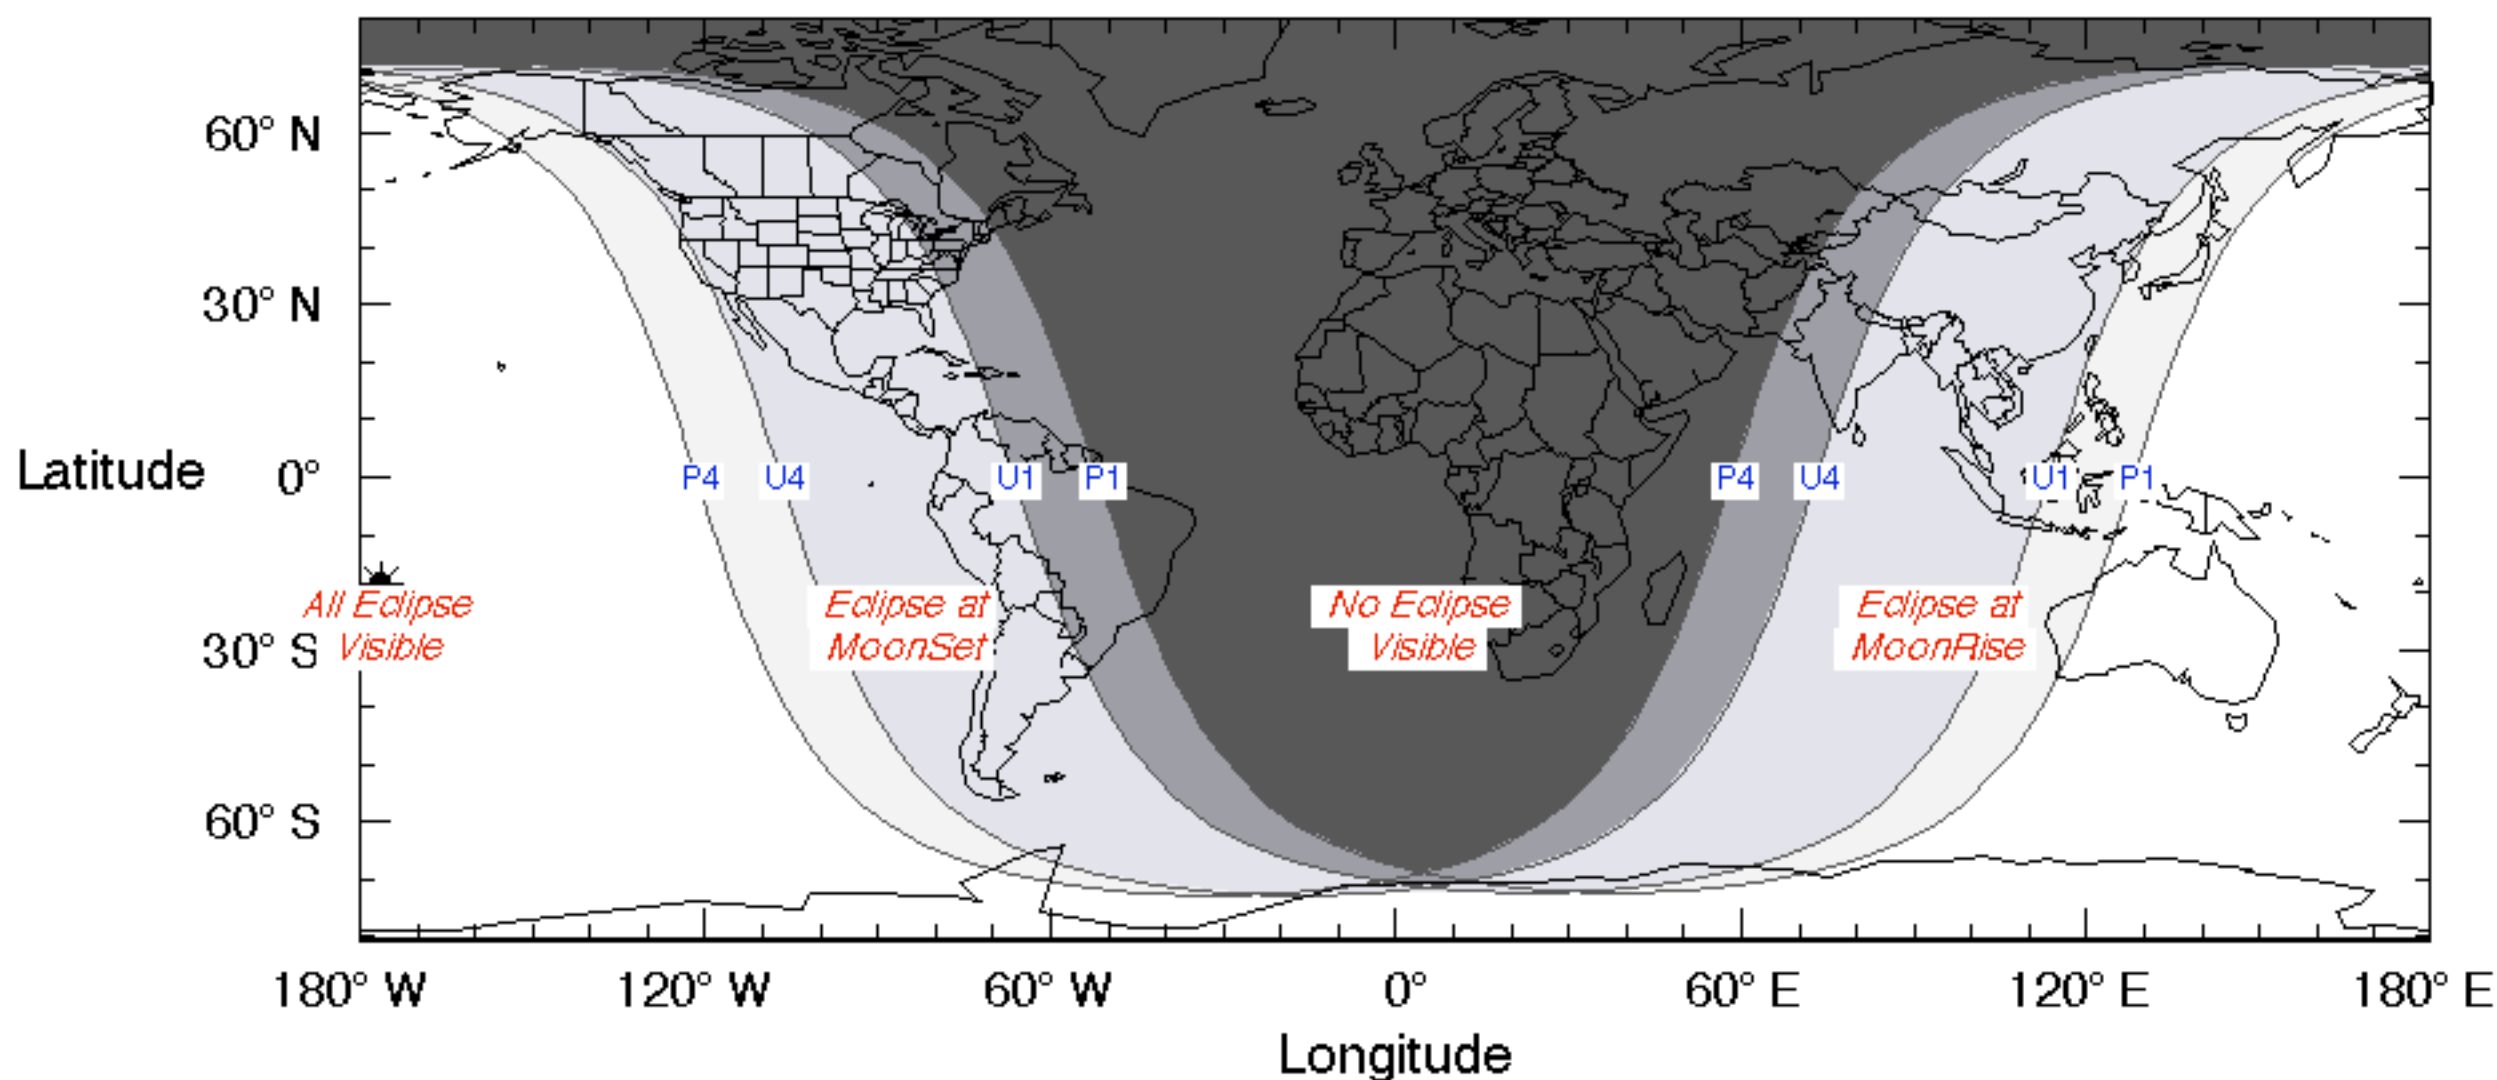 60° N
30° N
Latitude 0°
P4 U4 U1 P1 P4 U4 U1 P1
All Eclipse Visible
Eclipse at MoonSet
No Eclipse Visible
Eclipse at MoonRise
30° S
60° S
180° W 120° W 60° W 0° 60° E 120° E 180° E
Longitude